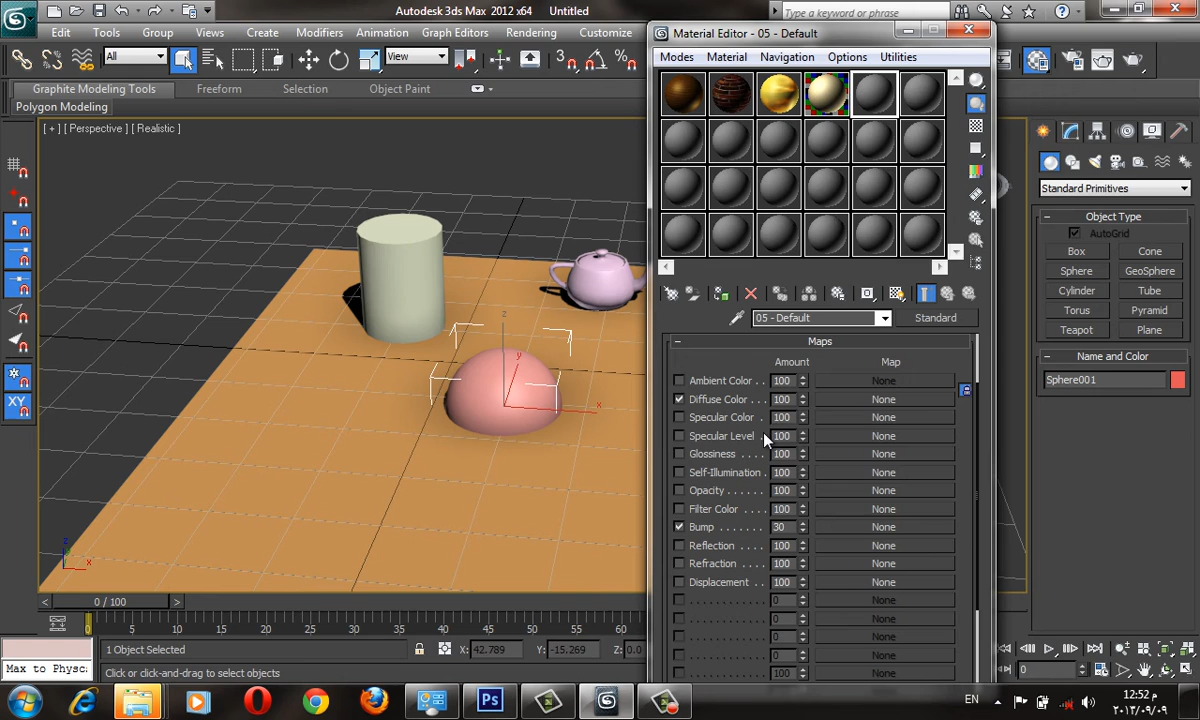 Autodesk 3ds Max 2012 x64 Untitled
Type a keyword or phrase
Edit Tools Group Views Create Modifiers Animation Graph Editors Rendering Customize
All
View
3
Graphite Modeling Tools Freeform Selection Object Paint
Polygon Modeling
[ + ] [ Perspective ] [ Realistic ]
z
y
x
z
x
XY
Material Editor - 05 - Default
Modes Material Navigation Options Utilities
05 - Default
Standard
Maps
Amount Map
Ambient Color . . 100 None
Diffuse Color . . . 100 None
Specular Color . 100 None
Specular Level . 100 None
Glossiness . . . . 100 None
Self-Illumination . 100 None
Opacity . . . . . . 100 None
Filter Color . . . . 100 None
Bump . . . . . . . 30 None
Reflection . . . . 100 None
Refraction . . . . 100 None
Displacement . . 100 None
. . . . . . . . . . . . 0 None
. . . . . . . . . . . . 0 None
. . . . . . . . . . . . 0 None
. . . . . . . . . . . . 0 None
. . . . . . . . . . . . 100 None
Standard Primitives
Object Type
AutoGrid
Box Cone
Sphere GeoSphere
Cylinder Tube
Torus Pyramid
Teapot Plane
Name and Color
Sphere001
0 / 100
0 5 10 15 20 25 30 35 40 45 50 55 60
1 Object Selected
X: 42.789 Y: -15.269 Z: 0.0
Max to Physc
Click or click-and-drag to select objects
0
EN
12:52 م
٢٠١٣/٠٩/٠٩